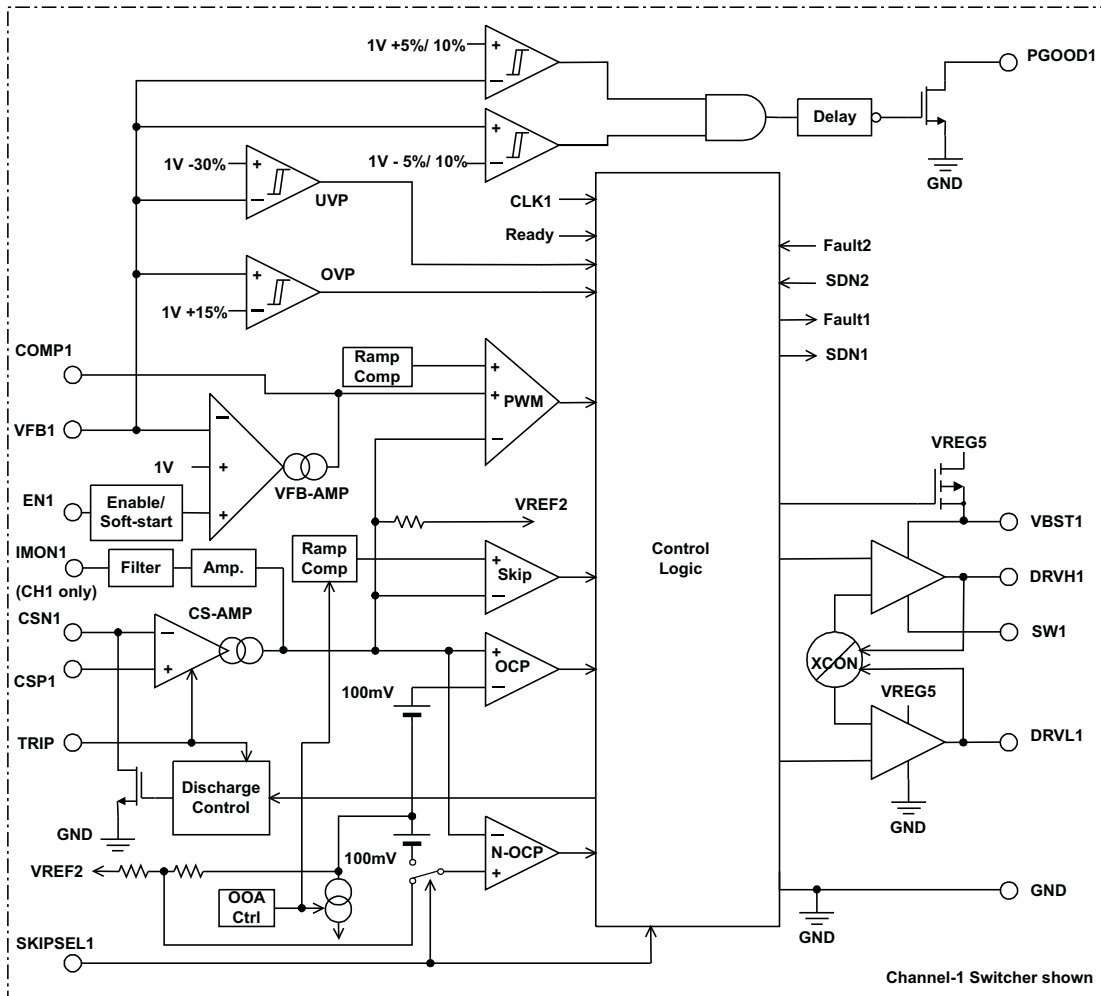 1V +5%/ 10%
+
−
PGOOD1
Delay
+
−
1V - 5%/ 10%
GND
1V -30%
+
−
UVP
CLK1
Ready
Fault2
OVP
+
−
1V +15%
SDN2
Fault1
SDN1
COMP1
Ramp
Comp
+
+
−
PWM
VFB1
−
1V
+
+
VFB-AMP
EN1
Enable/
Soft-start
VREF2
VREG5
VBST1
IMON1
(CH1 only)
Filter
Amp.
Ramp
Comp
+
−
Skip
Control
Logic
DRVH1
CSN1
CS-AMP
−
+
CSP1
SW1
+
−
OCP
XCON
100mV
VREG5
TRIP
DRVL1
Discharge
Control
GND
GND
100mV
−
+
N-OCP
VREF2
OOA
Ctrl
GND
GND
SKIPSEL1
Channel-1 Switcher shown